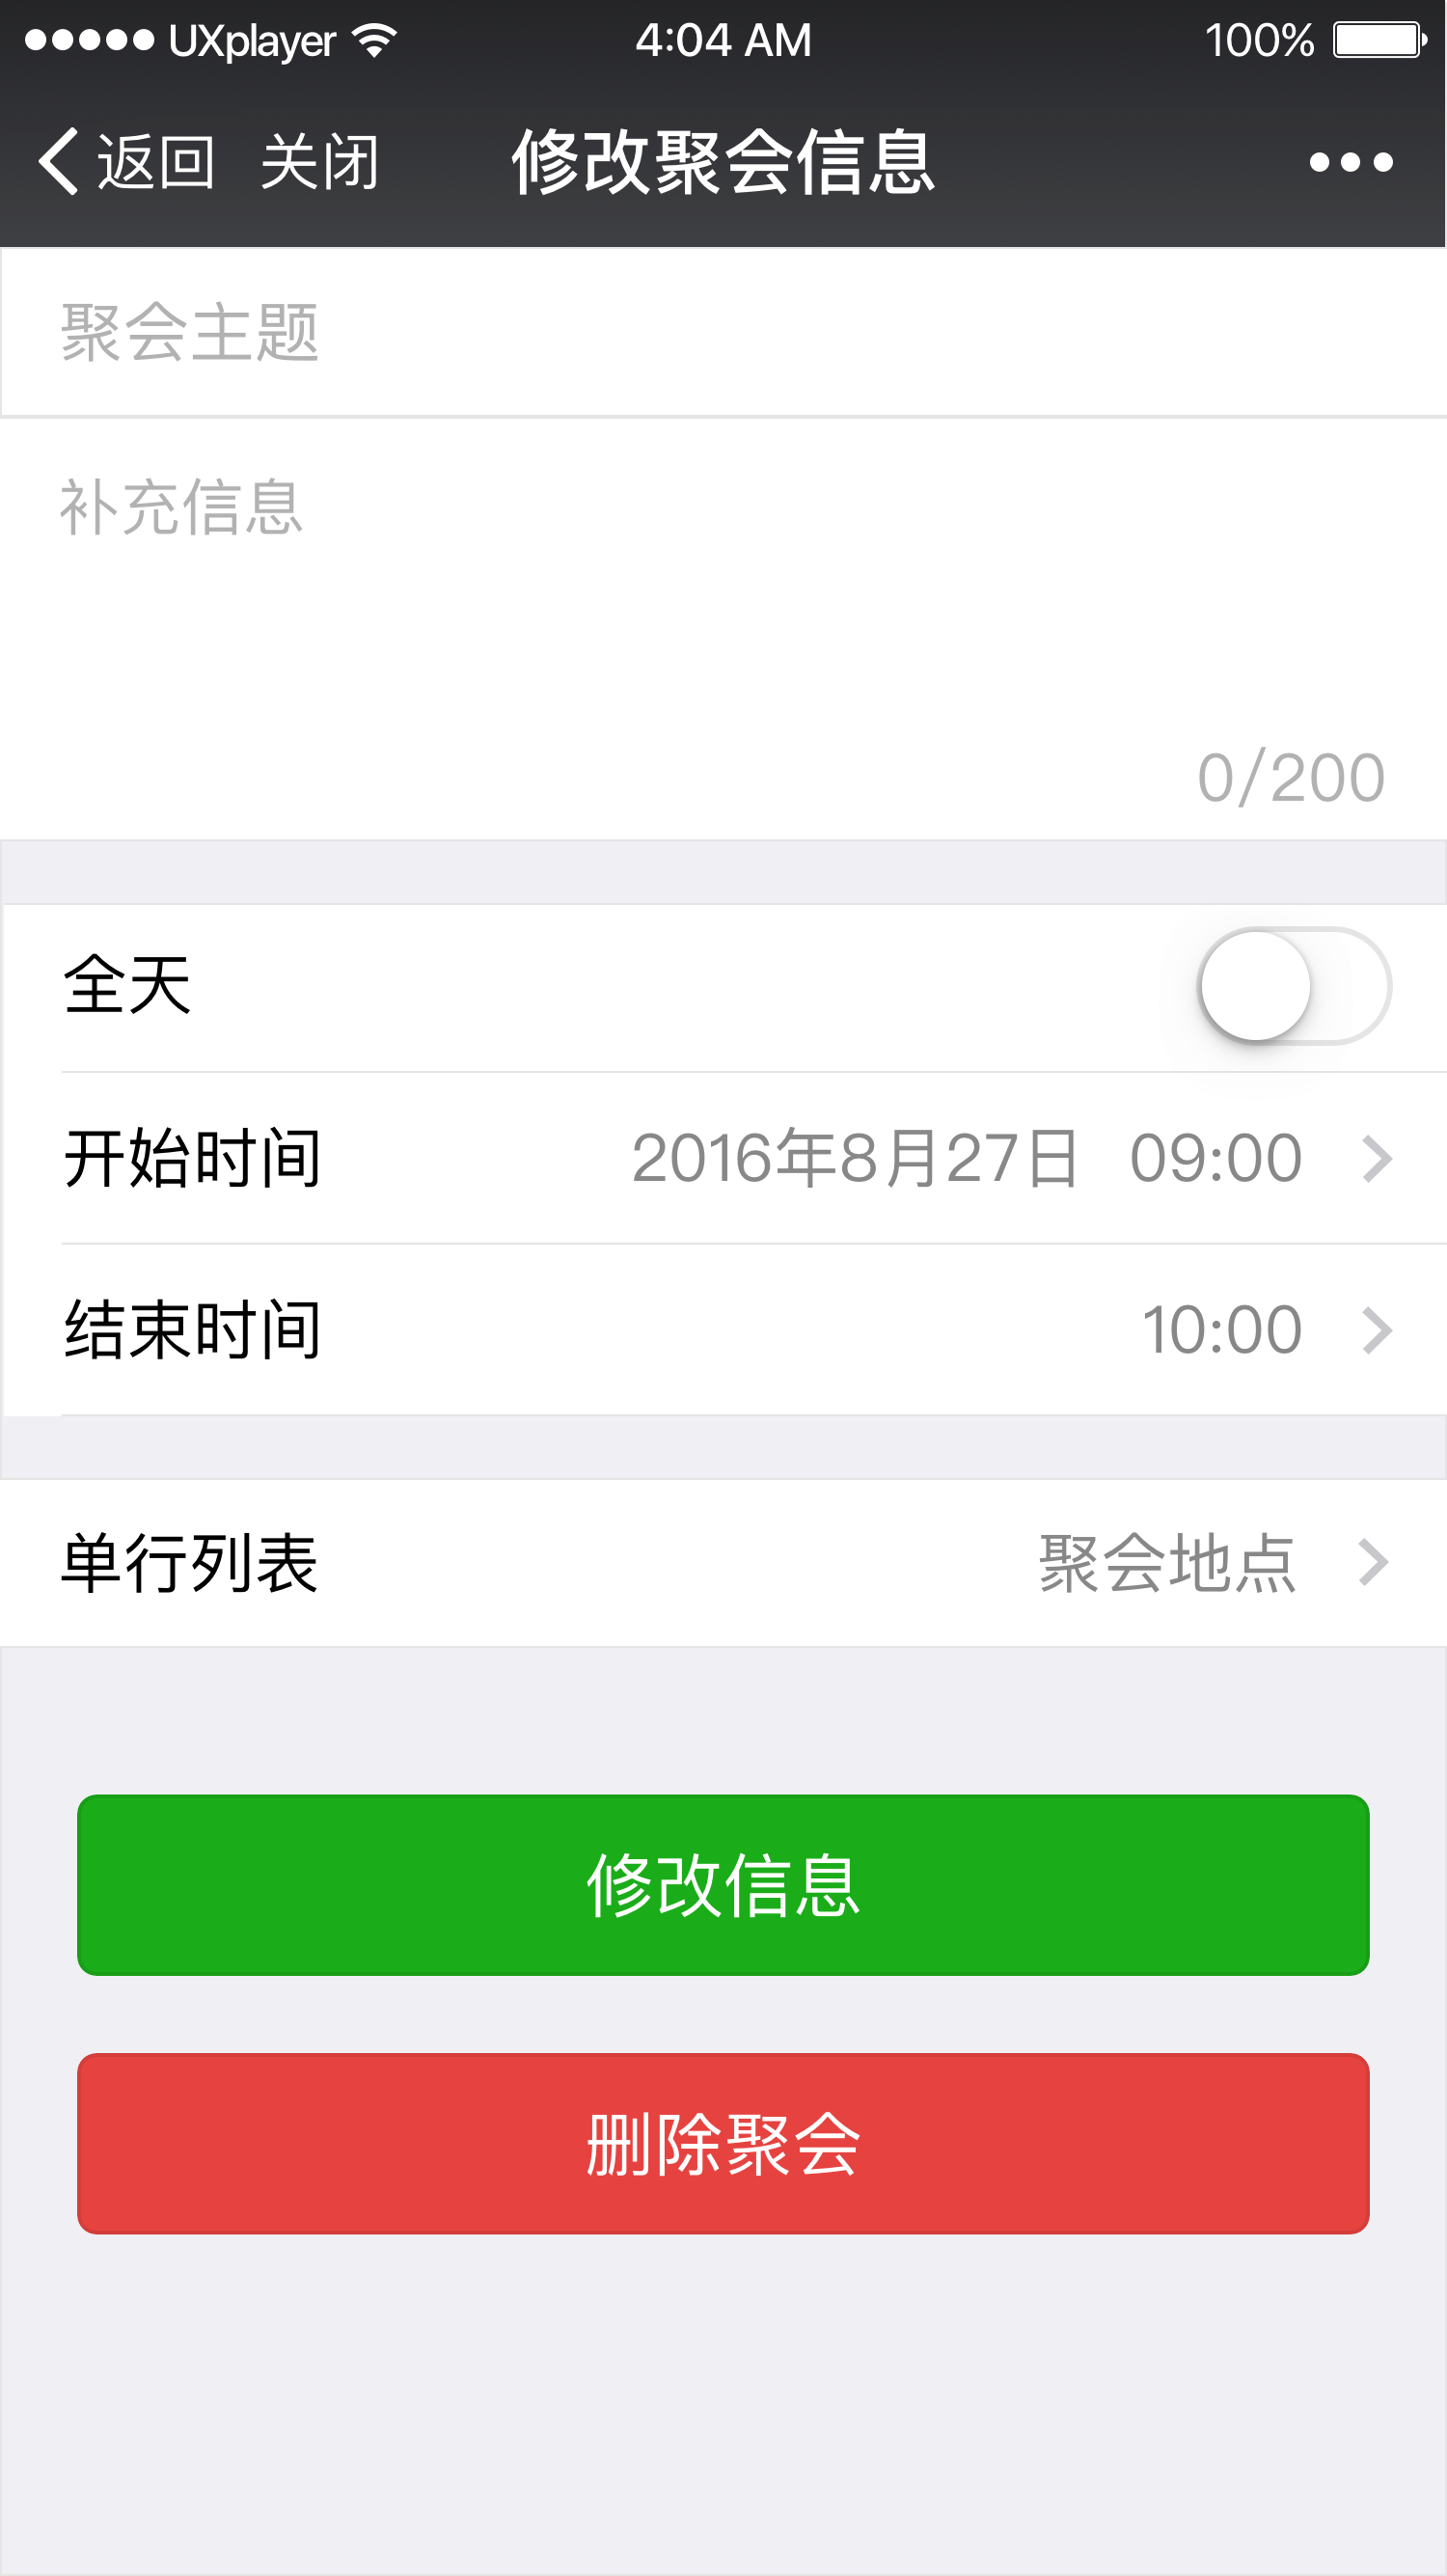 UXplayer 4:04 AM 100%
返回 关闭 修改聚会信息
聚会主题
补充信息
0/200
全天
开始时间 2016年8月27日 09:00
结束时间 10:00
单行列表 聚会地点
修改信息
删除聚会